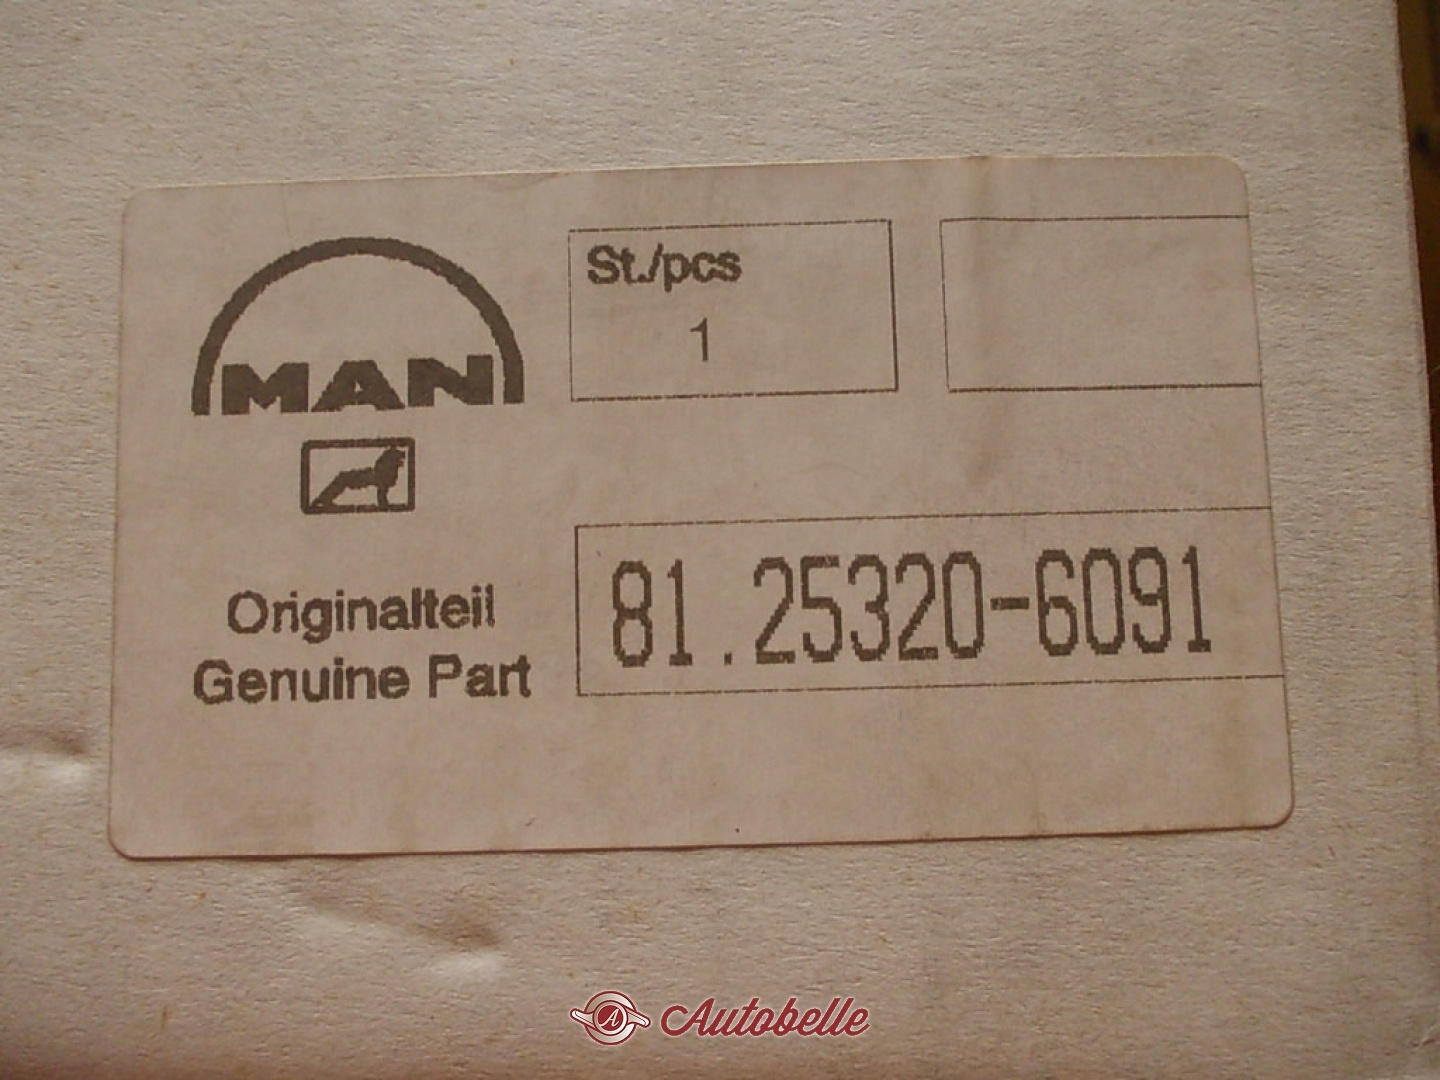 MAN
St./pcs
1
Originalteil
Genuine Part
81.25320-6091
A Autobelle